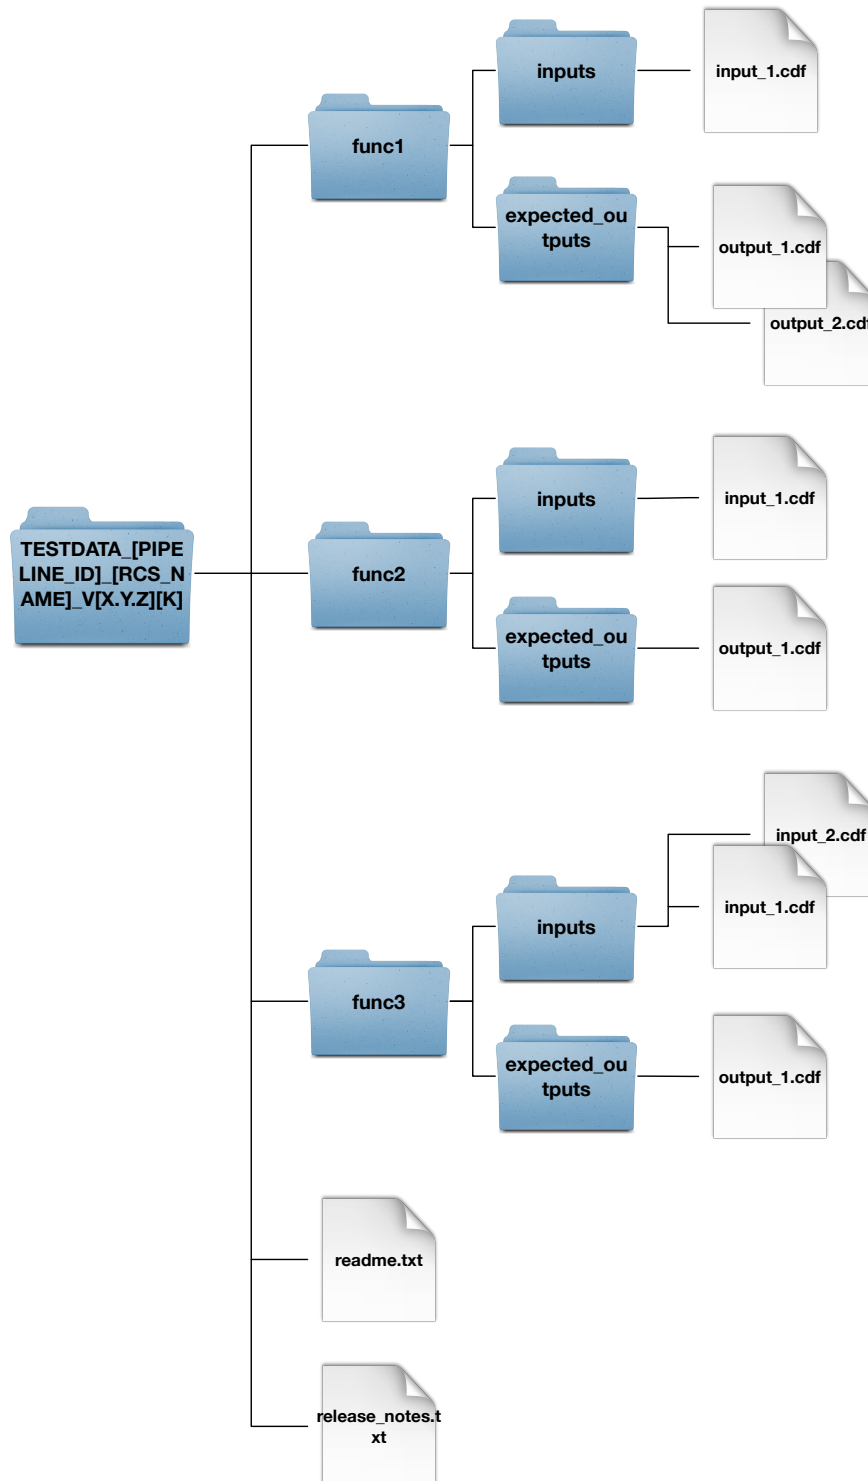 inputs
input_1.cdf
func1
expected_ou
tputs
output_1.cdf
output_2.cdf
inputs
input_1.cdf
TESTDATA_[PIPE
LINE_ID]_[RCS_N
AME]_V[X.Y.Z][K]
func2
expected_ou
tputs
output_1.cdf
input_2.cdf
inputs
input_1.cdf
func3
expected_ou
tputs
output_1.cdf
readme.txt
release_notes.t
xt